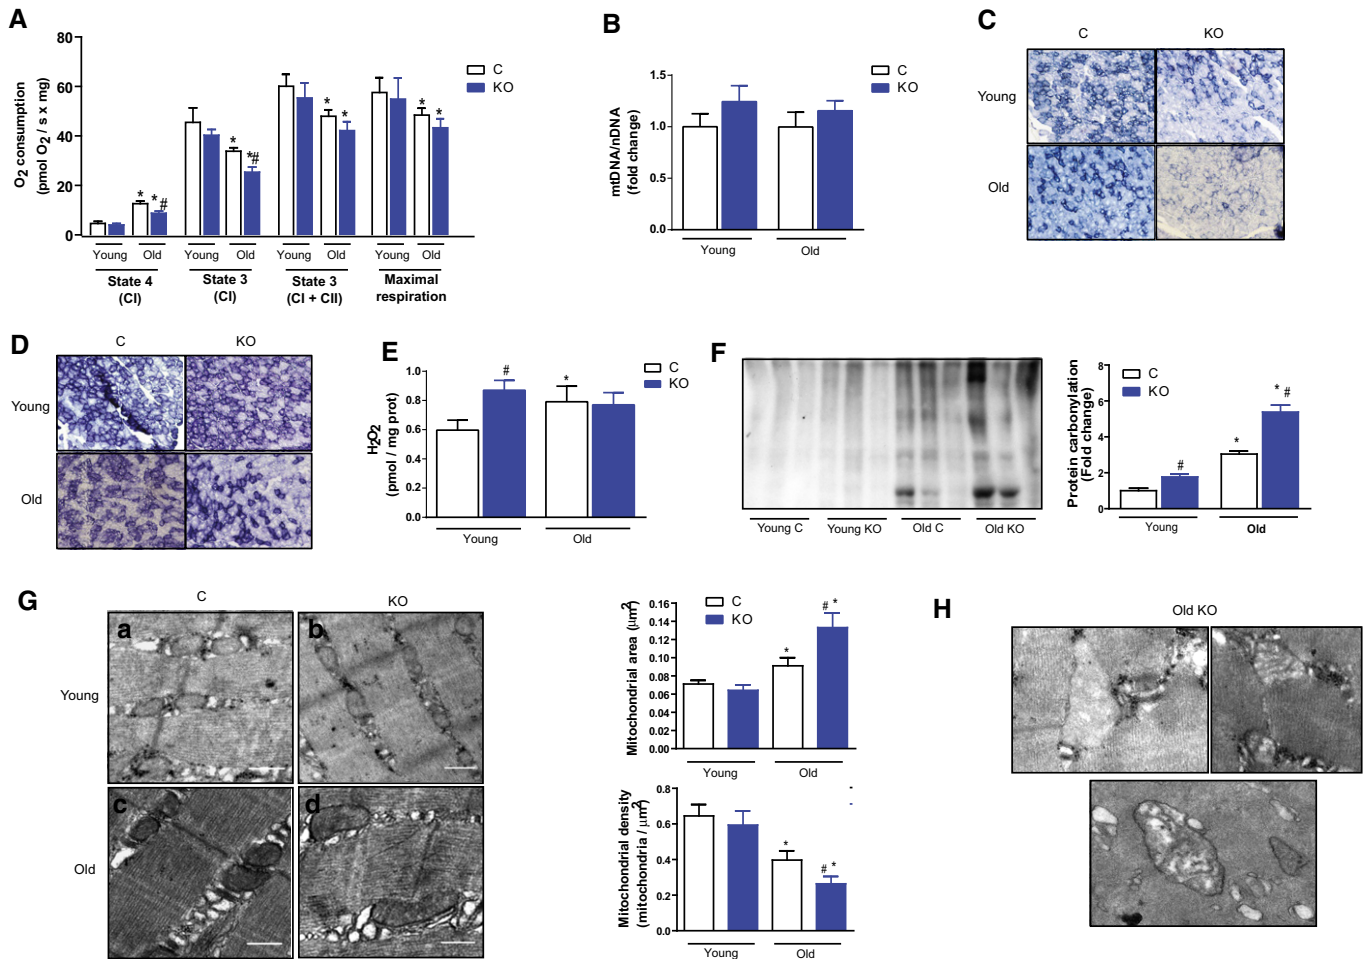 A
O2 consumption
(pmol O2 / s x mg)
80
60
40
20
0
C
KO
* * #
* *#
* *
* *
Young Old Young Old Young Old Young Old
State 4
(CI)
State 3
(CI)
State 3
(CI + CII)
Maximal
respiration
B
mtDNA/nDNA
(fold change)
1.5
1.0
0.5
0.0
C
KO
Young Old
C
C KO
Young
Old
D
C KO
Young
Old
E
H2O2
(pmol / mg prot)
1.0
0.8
0.6
0.4
0.2
0.0
C
KO
# *
Young Old
F
Young C Young KO Old C Old KO
Protein carbonylation
(Fold change)
8
6
4
2
0
C
KO
# * * #
Young Old
G
C KO
Young
Old
a
b
c
d
Mitochondrial area (μm2)
0.16
0.14
0.12
0.10
0.08
0.06
0.04
0.02
0.00
C
KO
* # *
Young Old
Mitochondrial density
(mitochondria / μm2)
0.8
0.6
0.4
0.2
0.0
* # *
Young Old
H
Old KO